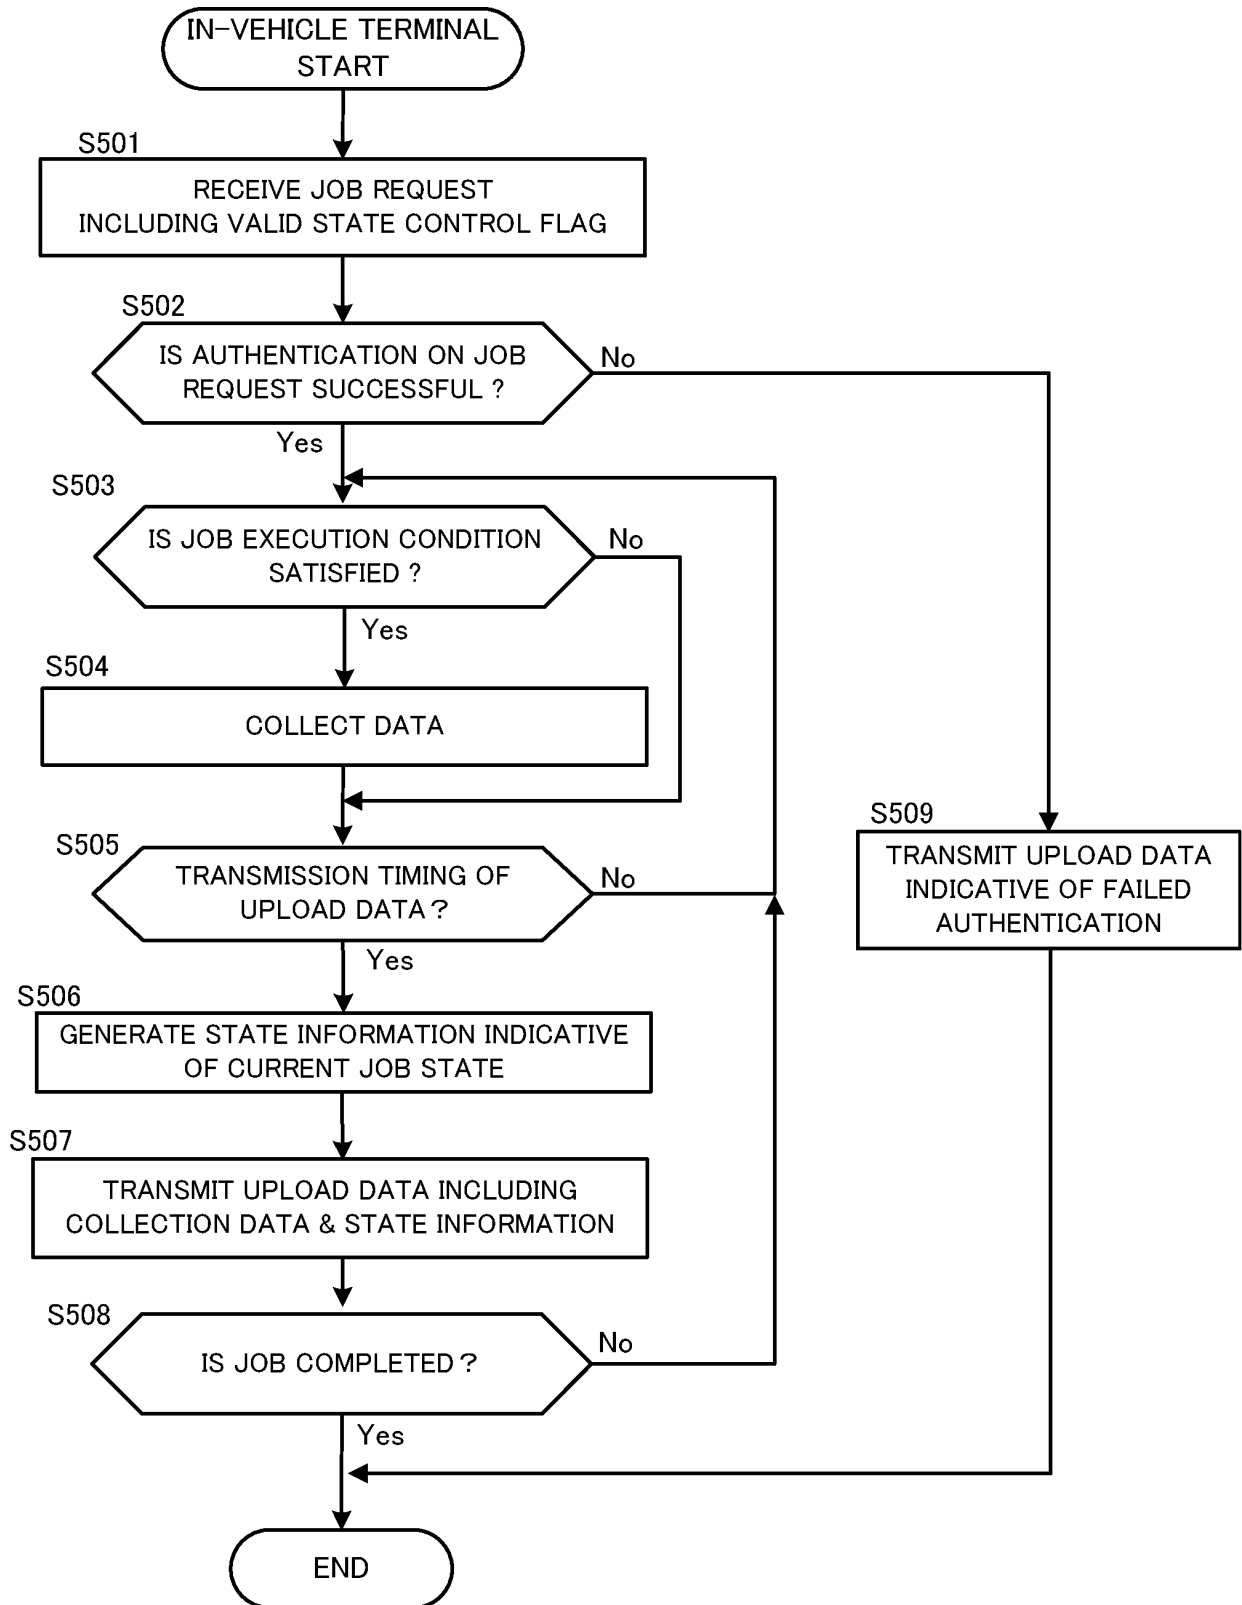 IN-VEHICLE TERMINAL
START
S501
RECEIVE JOB REQUEST
INCLUDING VALID STATE CONTROL FLAG
S502
IS AUTHENTICATION ON JOB
REQUEST SUCCESSFUL ?
No
Yes
S503
IS JOB EXECUTION CONDITION
SATISFIED ?
No
Yes
S504
COLLECT DATA
S505
TRANSMISSION TIMING OF
UPLOAD DATA?
No
Yes
S509
TRANSMIT UPLOAD DATA
INDICATIVE OF FAILED
AUTHENTICATION
S506
GENERATE STATE INFORMATION INDICATIVE
OF CURRENT JOB STATE
S507
TRANSMIT UPLOAD DATA INCLUDING
COLLECTION DATA & STATE INFORMATION
S508
IS JOB COMPLETED?
No
Yes
END